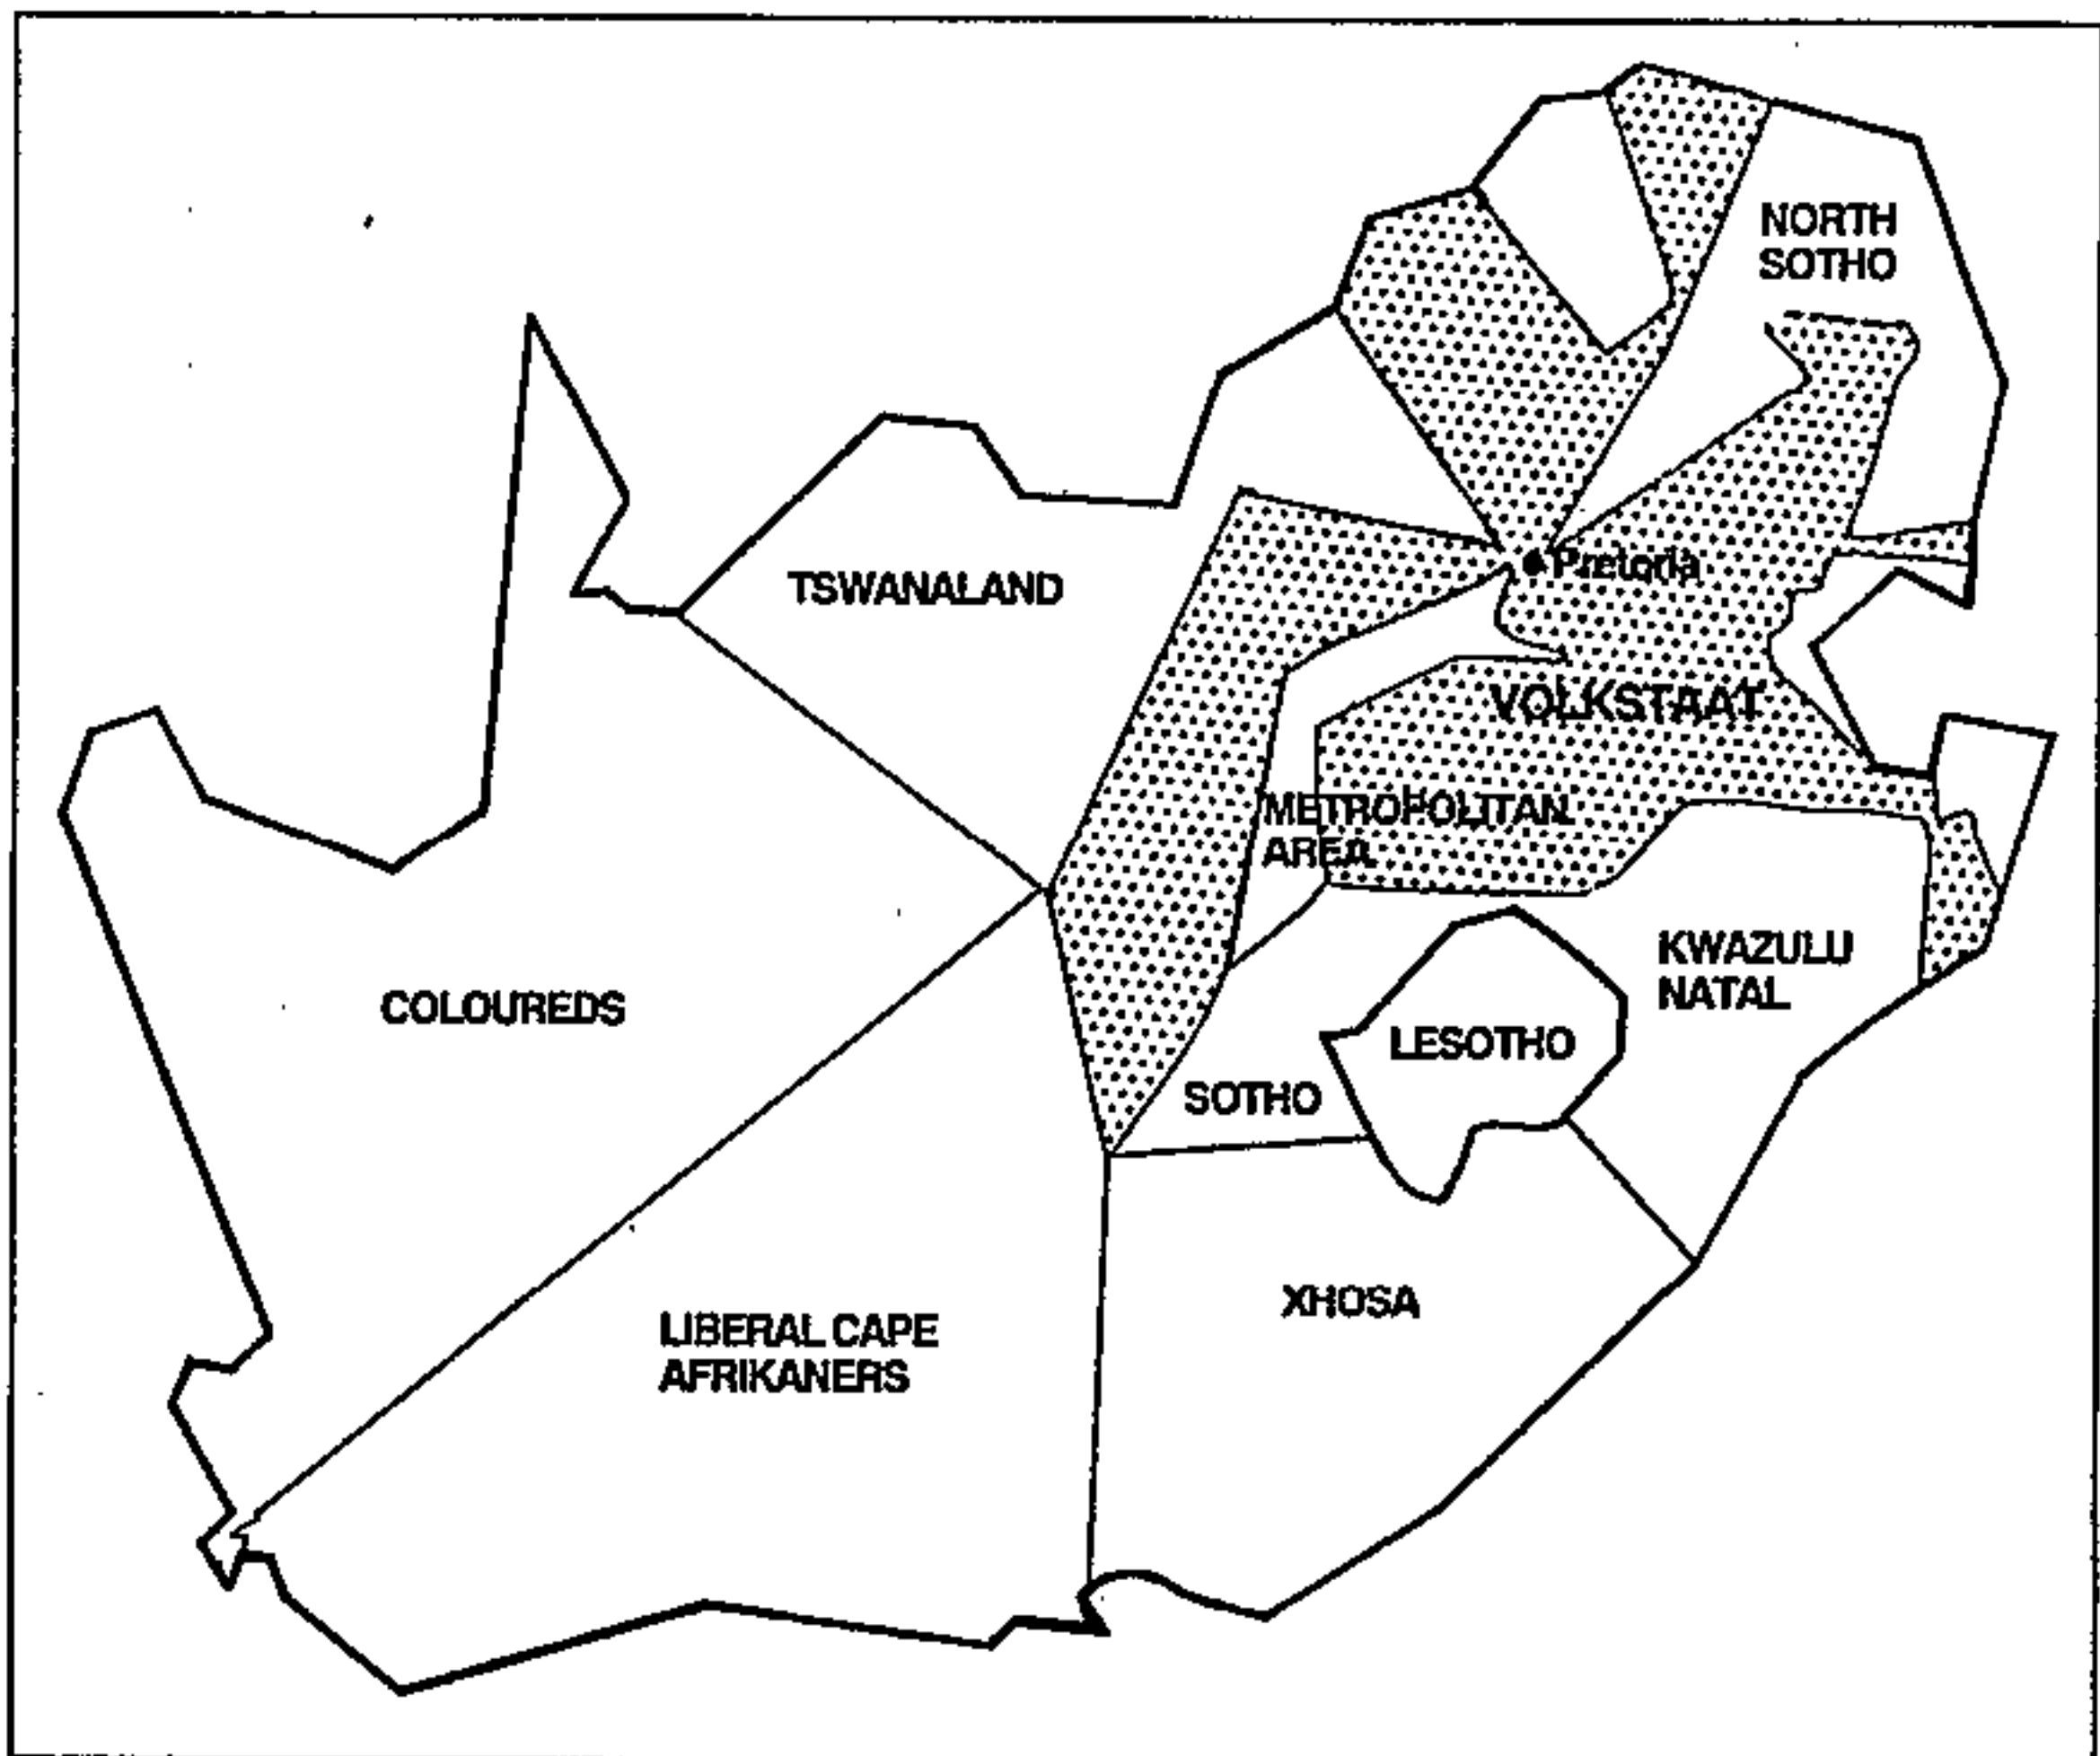 NORTH
SOTHO
TSWANALAND
Pretoria
VOLKSTAAT
METROPOLITAN
AREA
KWAZULU
NATAL
COLOUREDS
LESOTHO
SOTHO
XHOSA
LIBERAL CAPE
AFRIKANERS